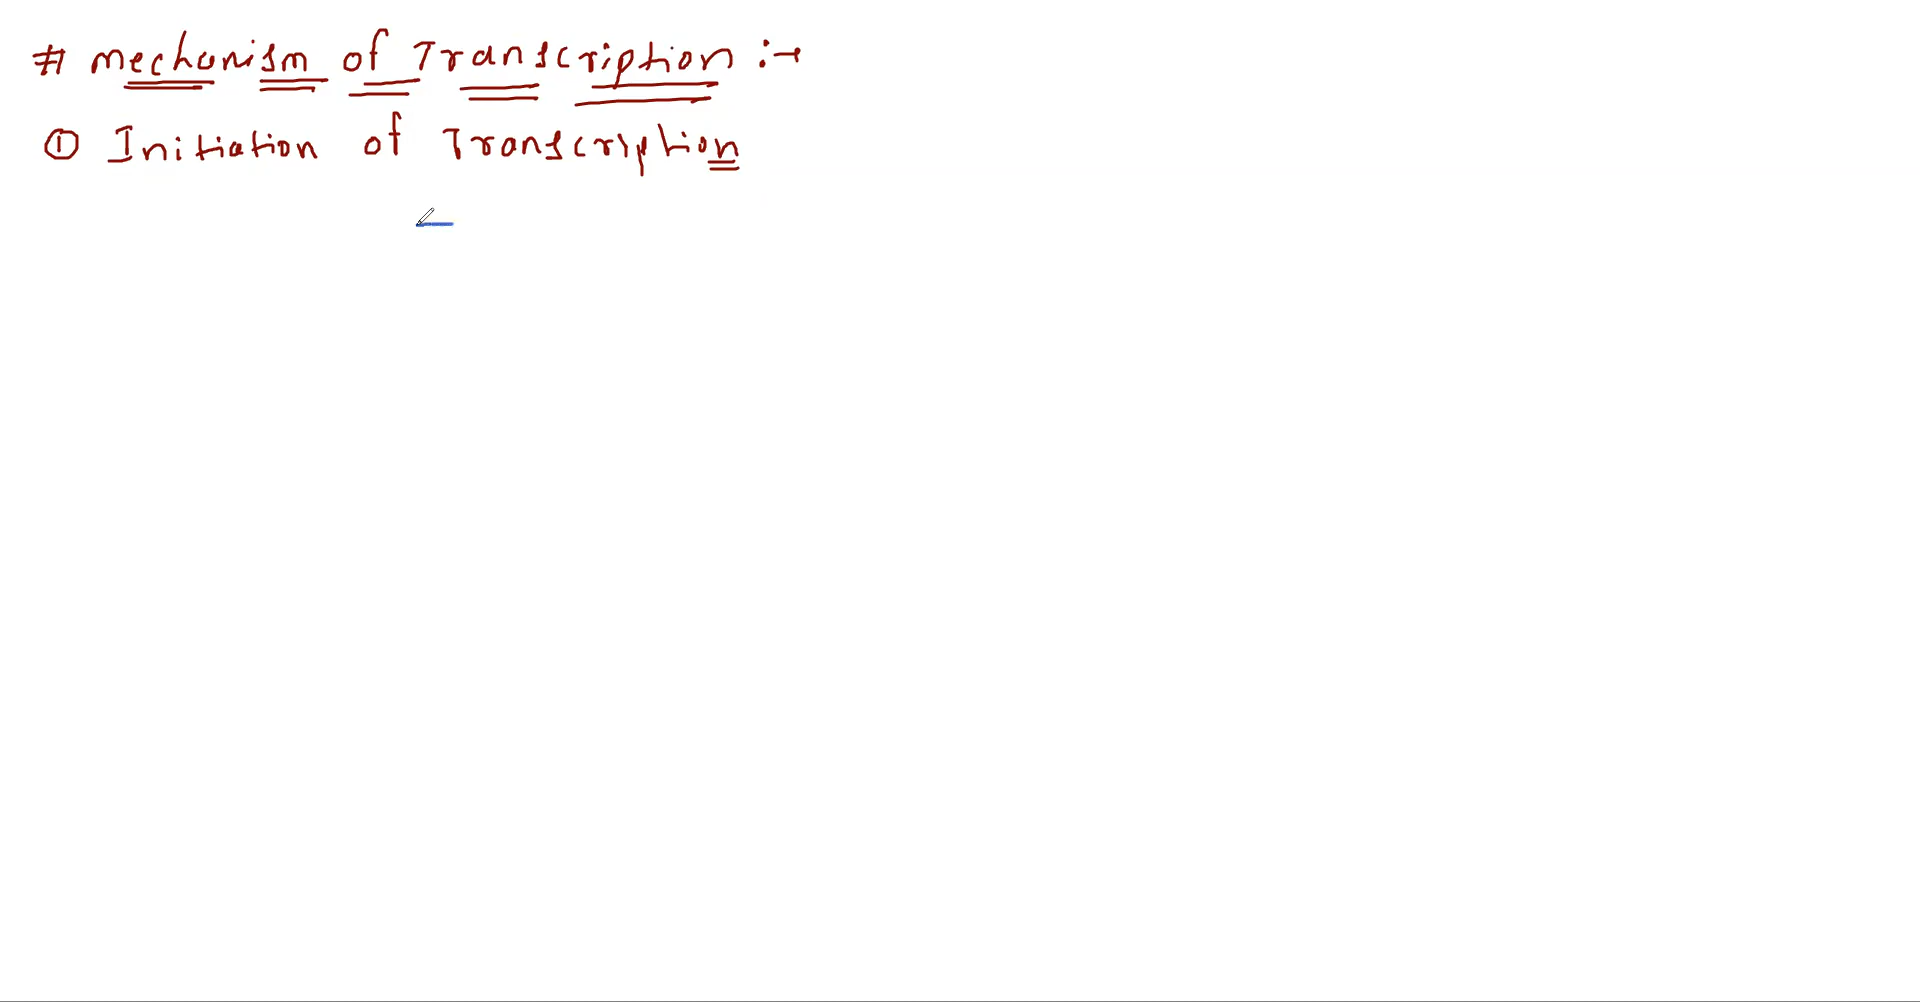 # mechanism of Transcription :→
① Initiation of Transcription